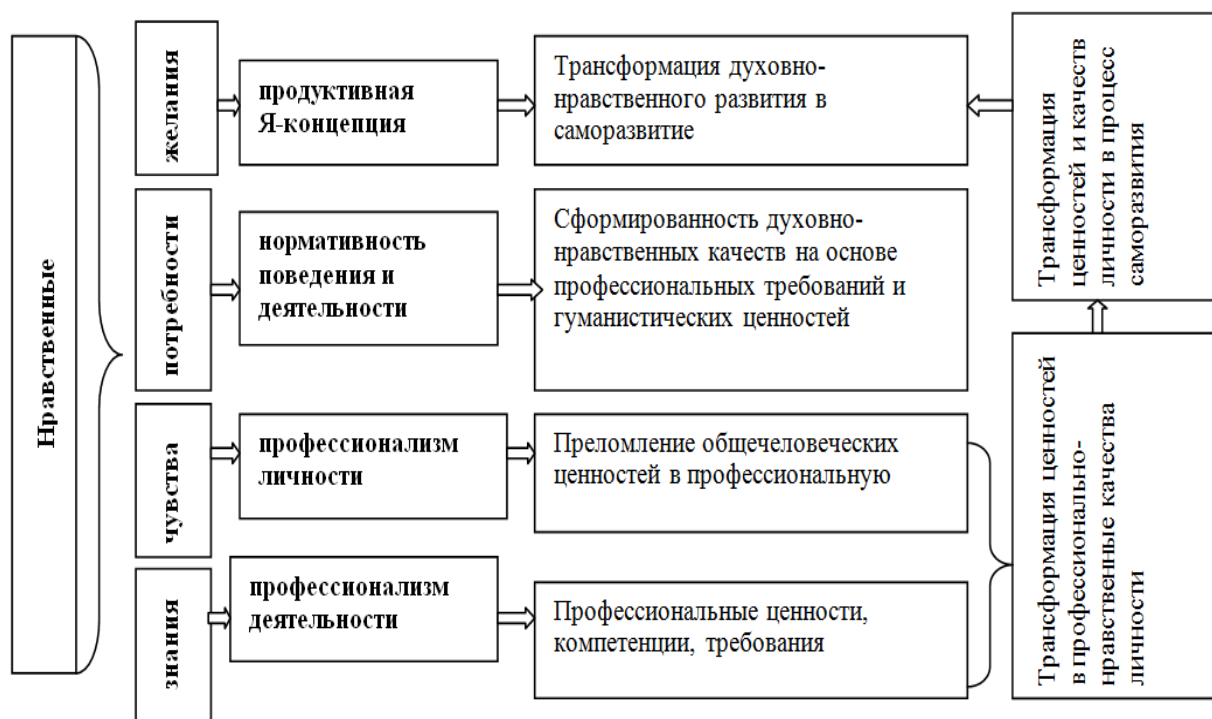 Нравственные
желания
продуктивная
Я-концепция
Трансформация духовно-
нравственного развития в
саморазвитие
Трансформация
ценностей и качеств
личности в процесс
саморазвития
потребности
нормативность
поведения и
деятельности
Сформированность духовно-
нравственных качеств на основе
профессиональных требований и
гуманистических ценностей
чувства
профессионализм
личности
Преломление общечеловеческих
ценностей в профессиональную
Трансформация ценностей
в профессионально-
нравственные качества
личности
знания
профессионализм
деятельности
Профессиональные ценности,
компетенции, требования